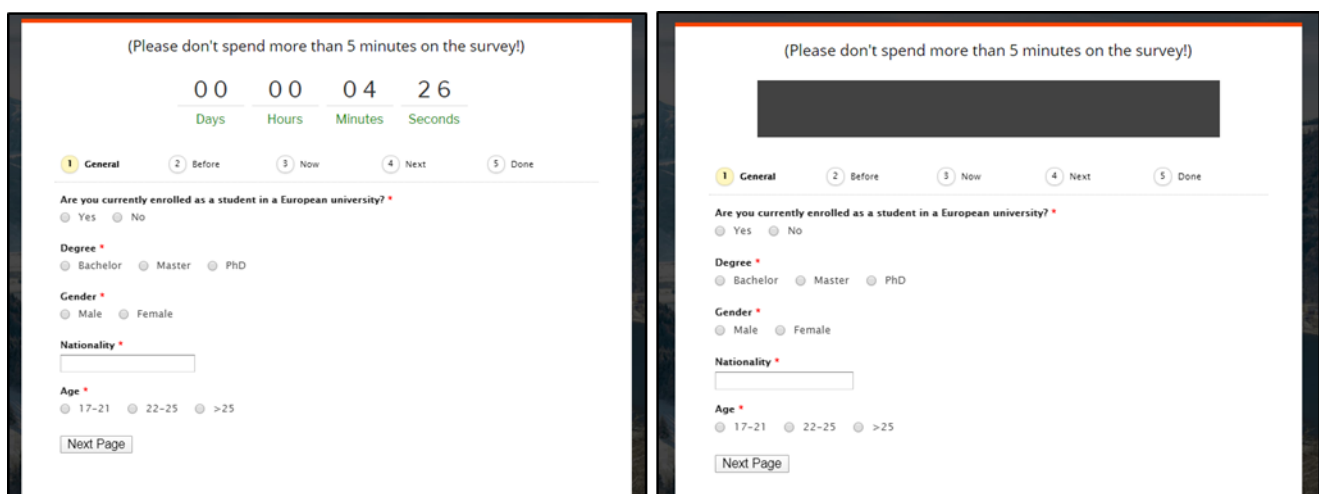 (Please don't spend more than 5 minutes on the survey!)
00 00 04 26
Days Hours Minutes Seconds
1 General 2 Before 3 Now 4 Next 5 Done
Are you currently enrolled as a student in a European university? *
Yes No
Degree *
Bachelor Master PhD
Gender *
Male Female
Nationality *
Age *
17-21 22-25 >25
Next Page
(Please don't spend more than 5 minutes on the survey!)
1 General 2 Before 3 Now 4 Next 5 Done
Are you currently enrolled as a student in a European university? *
Yes No
Degree *
Bachelor Master PhD
Gender *
Male Female
Nationality *
Age *
17-21 22-25 >25
Next Page